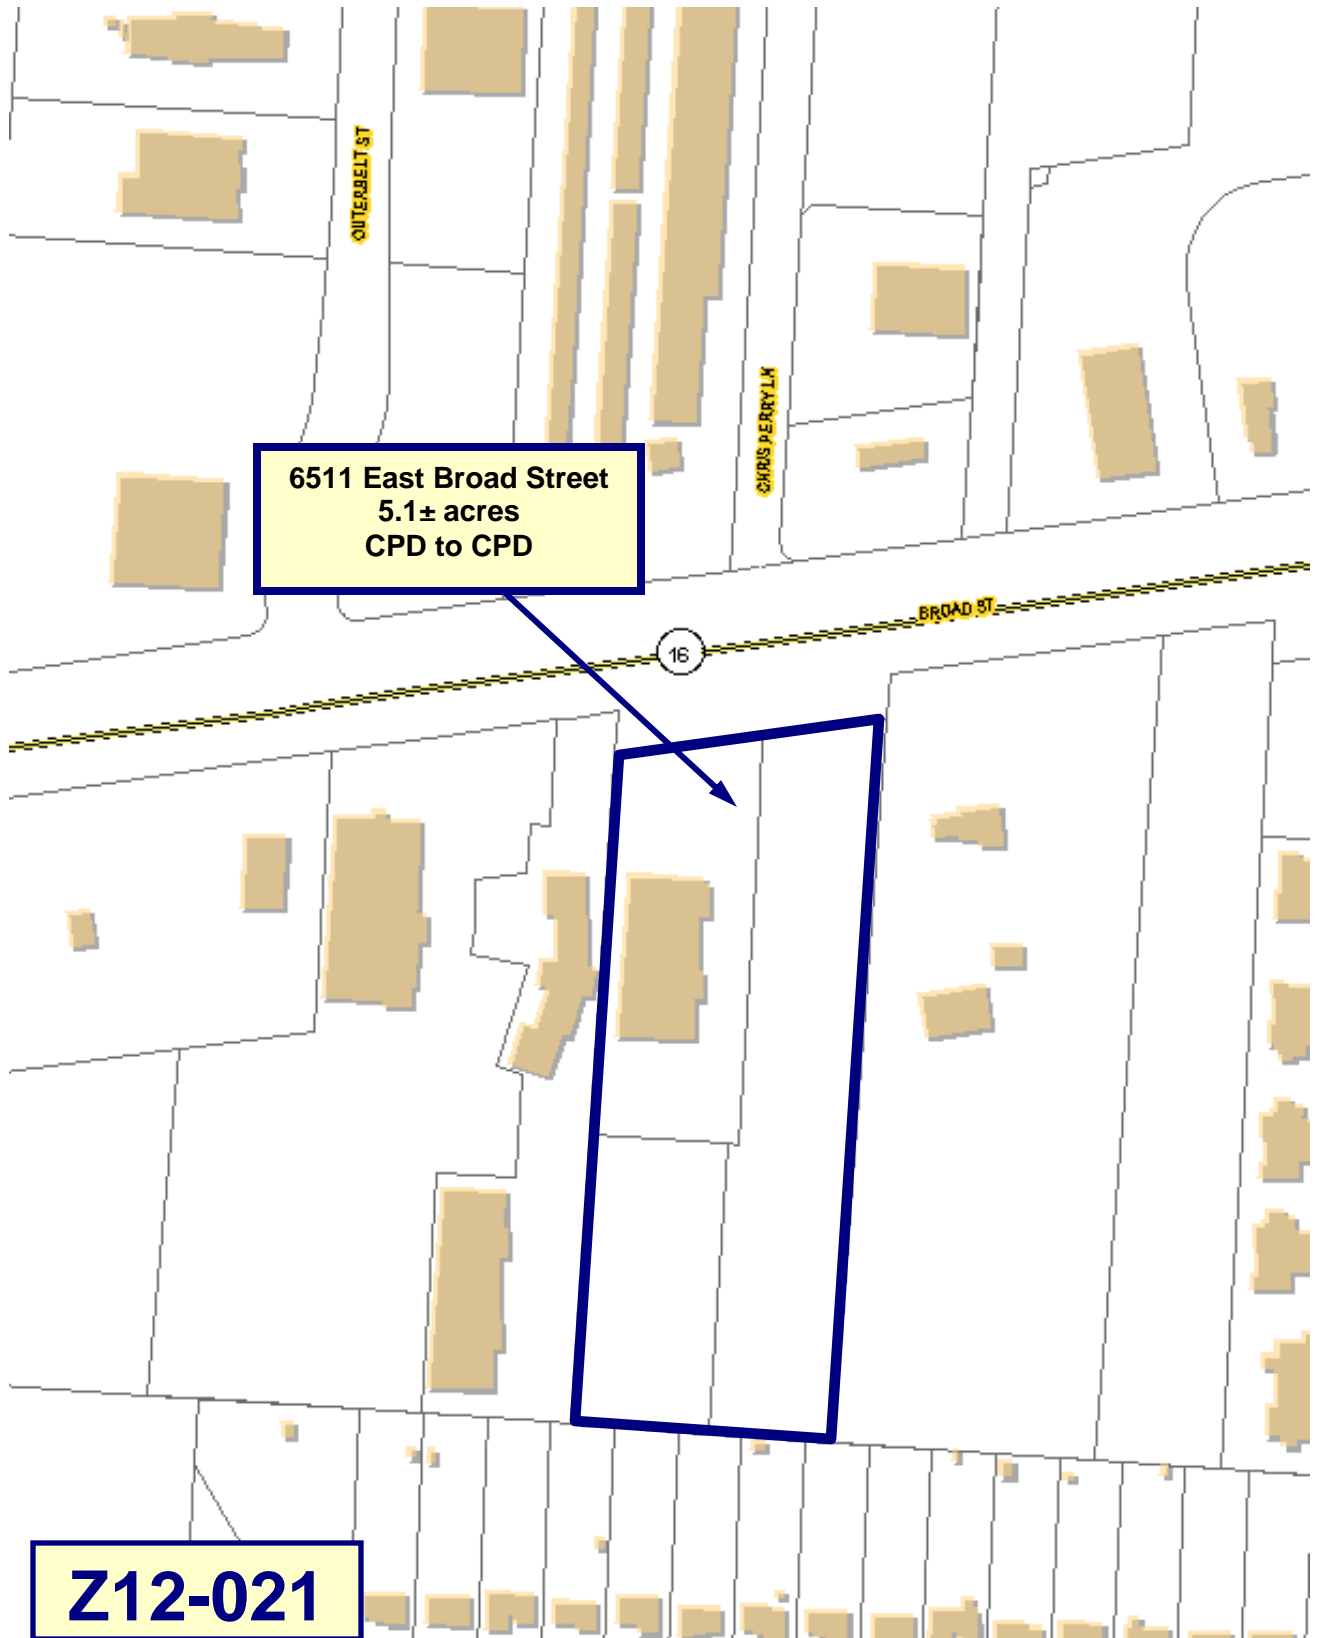 OUTERBELT ST
CHRIS PERRY LN
6511 East Broad Street
5.1± acres
CPD to CPD
BROAD ST
16
Z12-021